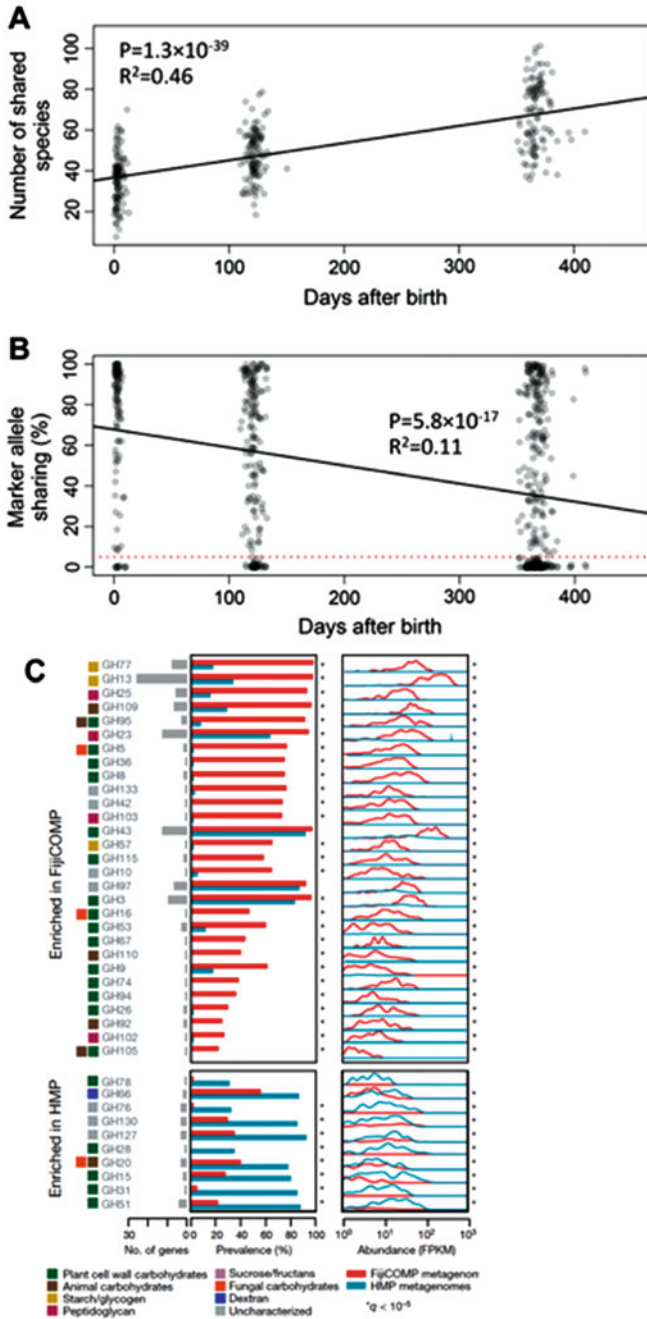 A
P=1.3×10-39
R2=0.46
Number of shared
species
100
80
60
40
20
0
100
200
300
400
Days after birth
B
100
80
60
40
20
0
P=5.8×10-17
R2=0.11
Marker allele
sharing (%)
0
100
200
300
400
Days after birth
C
Enriched in FijiCOMP
GH77
GH13
GH25
GH109
GH95
GH23
GH5
GH36
GH8
GH133
GH42
GH103
GH43
GH57
GH115
GH10
GH97
GH3
GH16
GH53
GH67
GH110
GH9
GH74
GH94
GH26
GH92
GH102
GH105
Enriched in HMP
GH78
GH66
GH76
GH130
GH127
GH28
GH20
GH15
GH31
GH51
30 0
No. of genes
0 20 40 60 80 100
Prevalence (%)
100 101 102 103
Abundance (FPKM)
Plant cell wall carbohydrates
Animal carbohydrates
Starch/glycogen
Peptidoglycan
Sucrose/fructans
Fungal carbohydrates
Dextran
Uncharacterized
FijiCOMP metagenon
HMP metagenomes
*q < 10-5